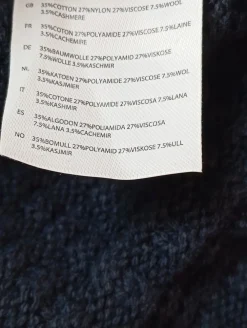 GB 35%COTTON 27%NYLON 27%VISCOSE 7.5%WOOL
3.5%CASHMERE
FR 35%COTON 27%POLYAMIDE 27%VISCOSE 7.5%LAINE
3.5%CACHEMIRE
DE 35%BAUMWOLLE 27%POLYAMID 27%VISKOSE
7.5%WOLLE 3.5%KASCHMIR
NL 35%KATOEN 27%POLYAMIDE 27%VISCOSE 7.5%WOL
3.5%KASJMIER
IT 35%COTONE 27%POLYAMIDE 27%VISCOSA 7.5%LANA
3.5%KASHMIR
ES 35%ALGODON 27%POLIAMIDA 27%VISCOSA
7.5%LANA 3.5%CACHEMIR
NO 35%BOMULL 27%POLYAMID 27%VISKOSE 7.5%ULL
3.5%KASJMIR